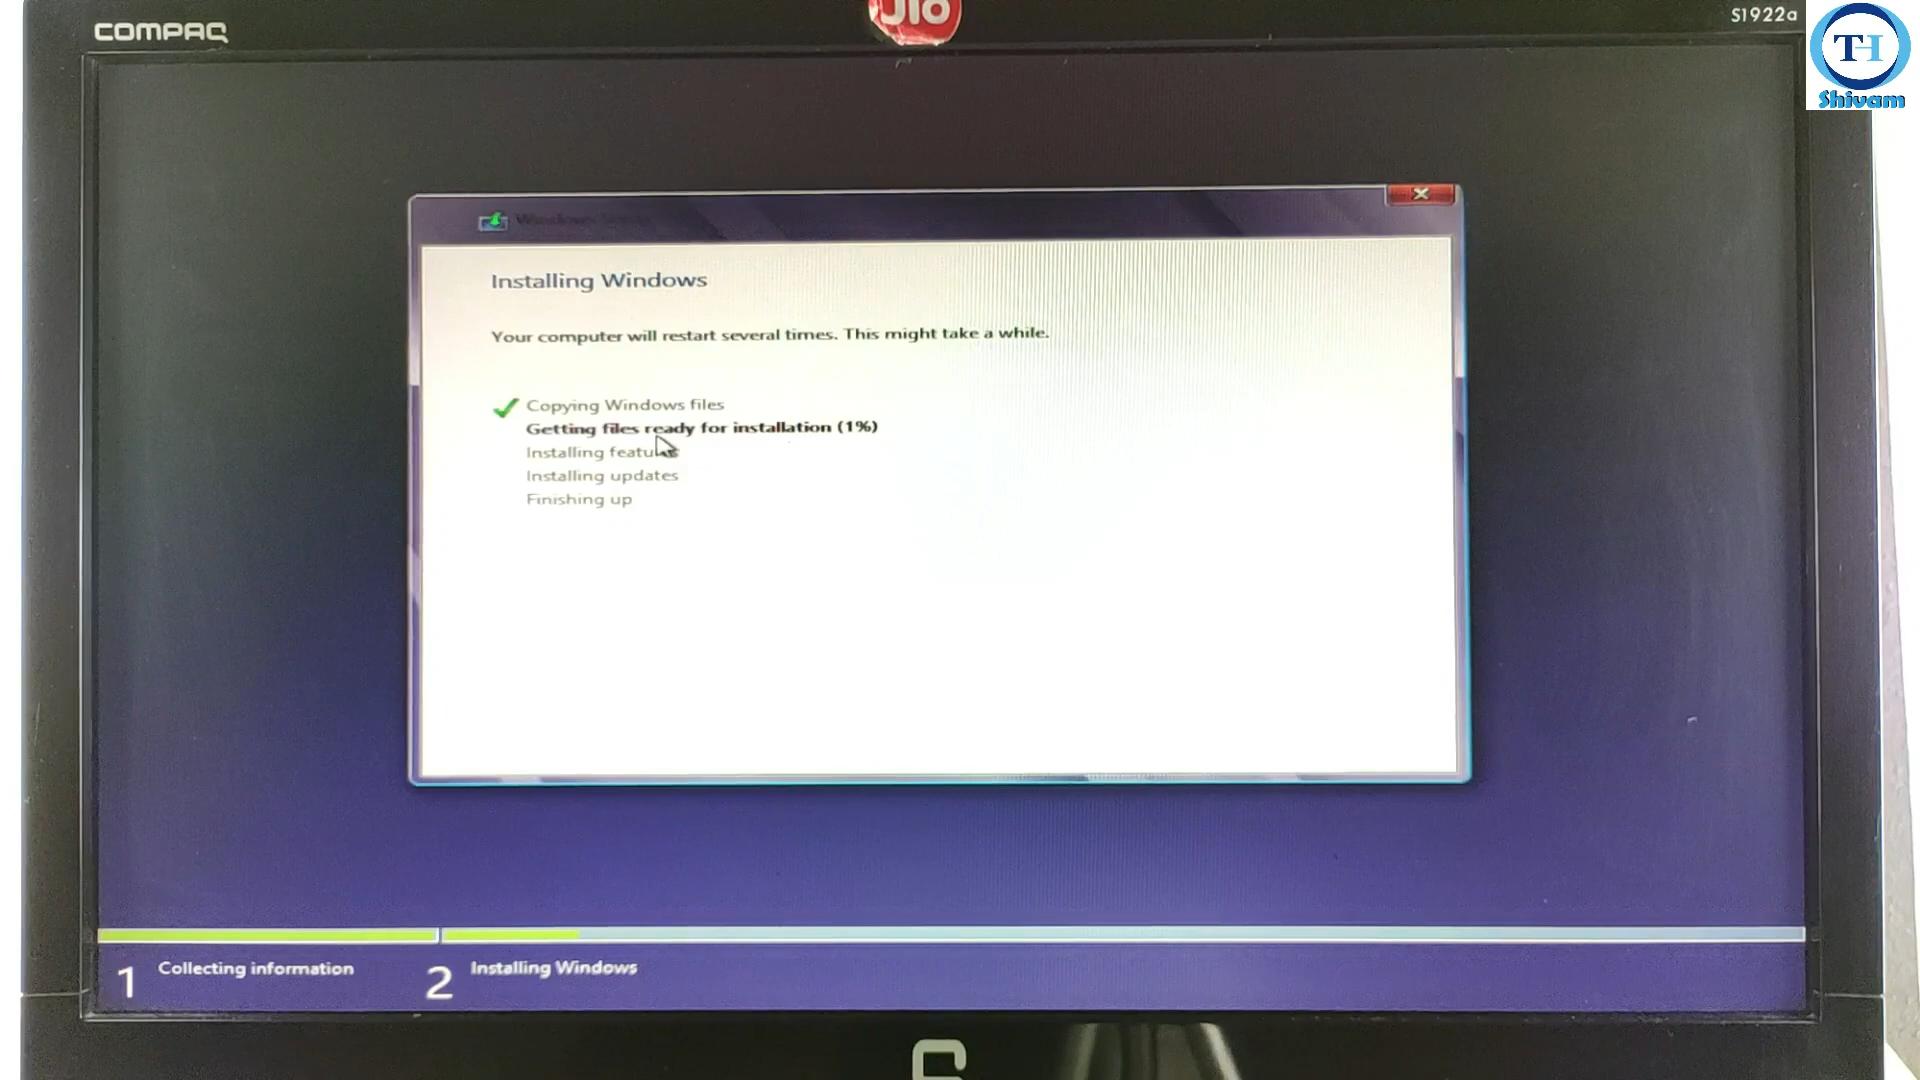 COMPAQ
Jio
S1922a
TH
Shivam
Windows Setup
Installing Windows
Your computer will restart several times. This might take a while.
Copying Windows files
Getting files ready for installation (1%)
Installing features
Installing updates
Finishing up
1 Collecting information
2 Installing Windows